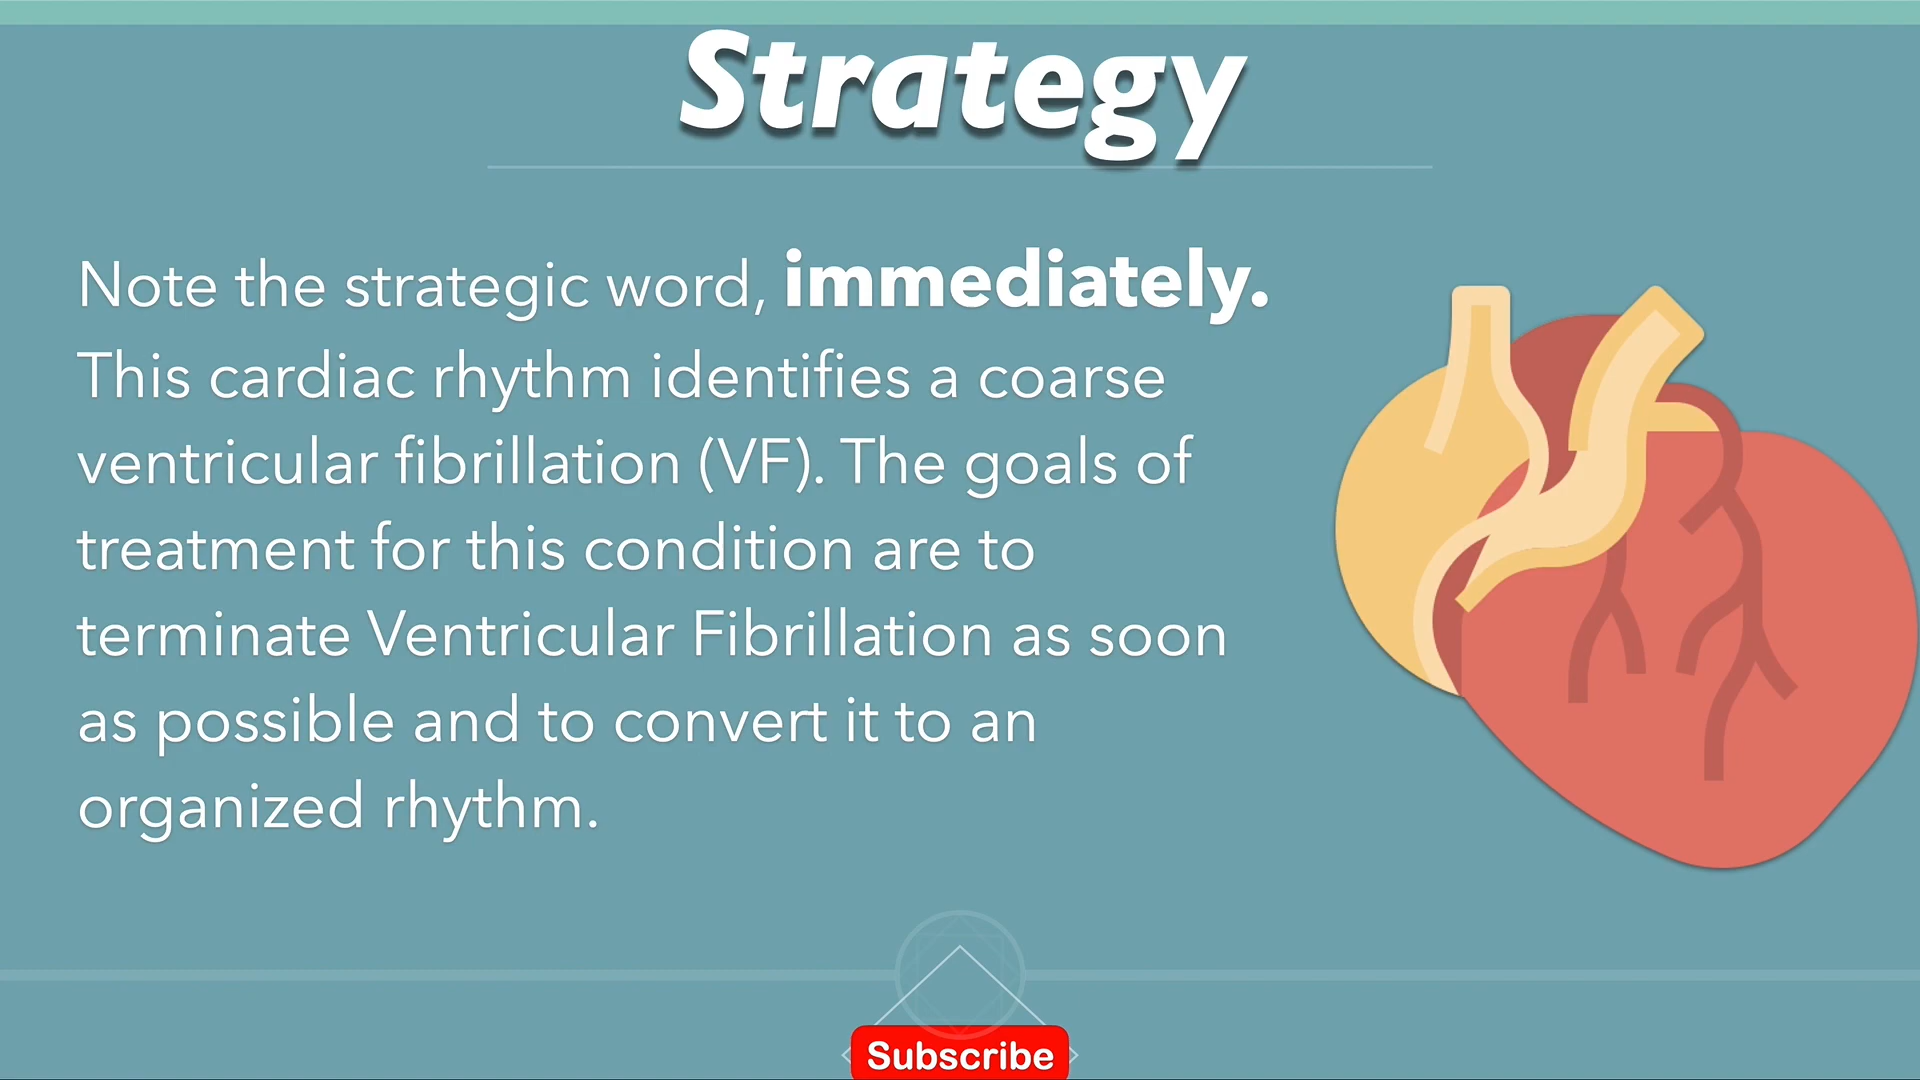 Strategy
Note the strategic word, immediately.
This cardiac rhythm identifies a coarse
ventricular fibrillation (VF). The goals of
treatment for this condition are to
terminate Ventricular Fibrillation as soon
as possible and to convert it to an
organized rhythm.
Subscribe